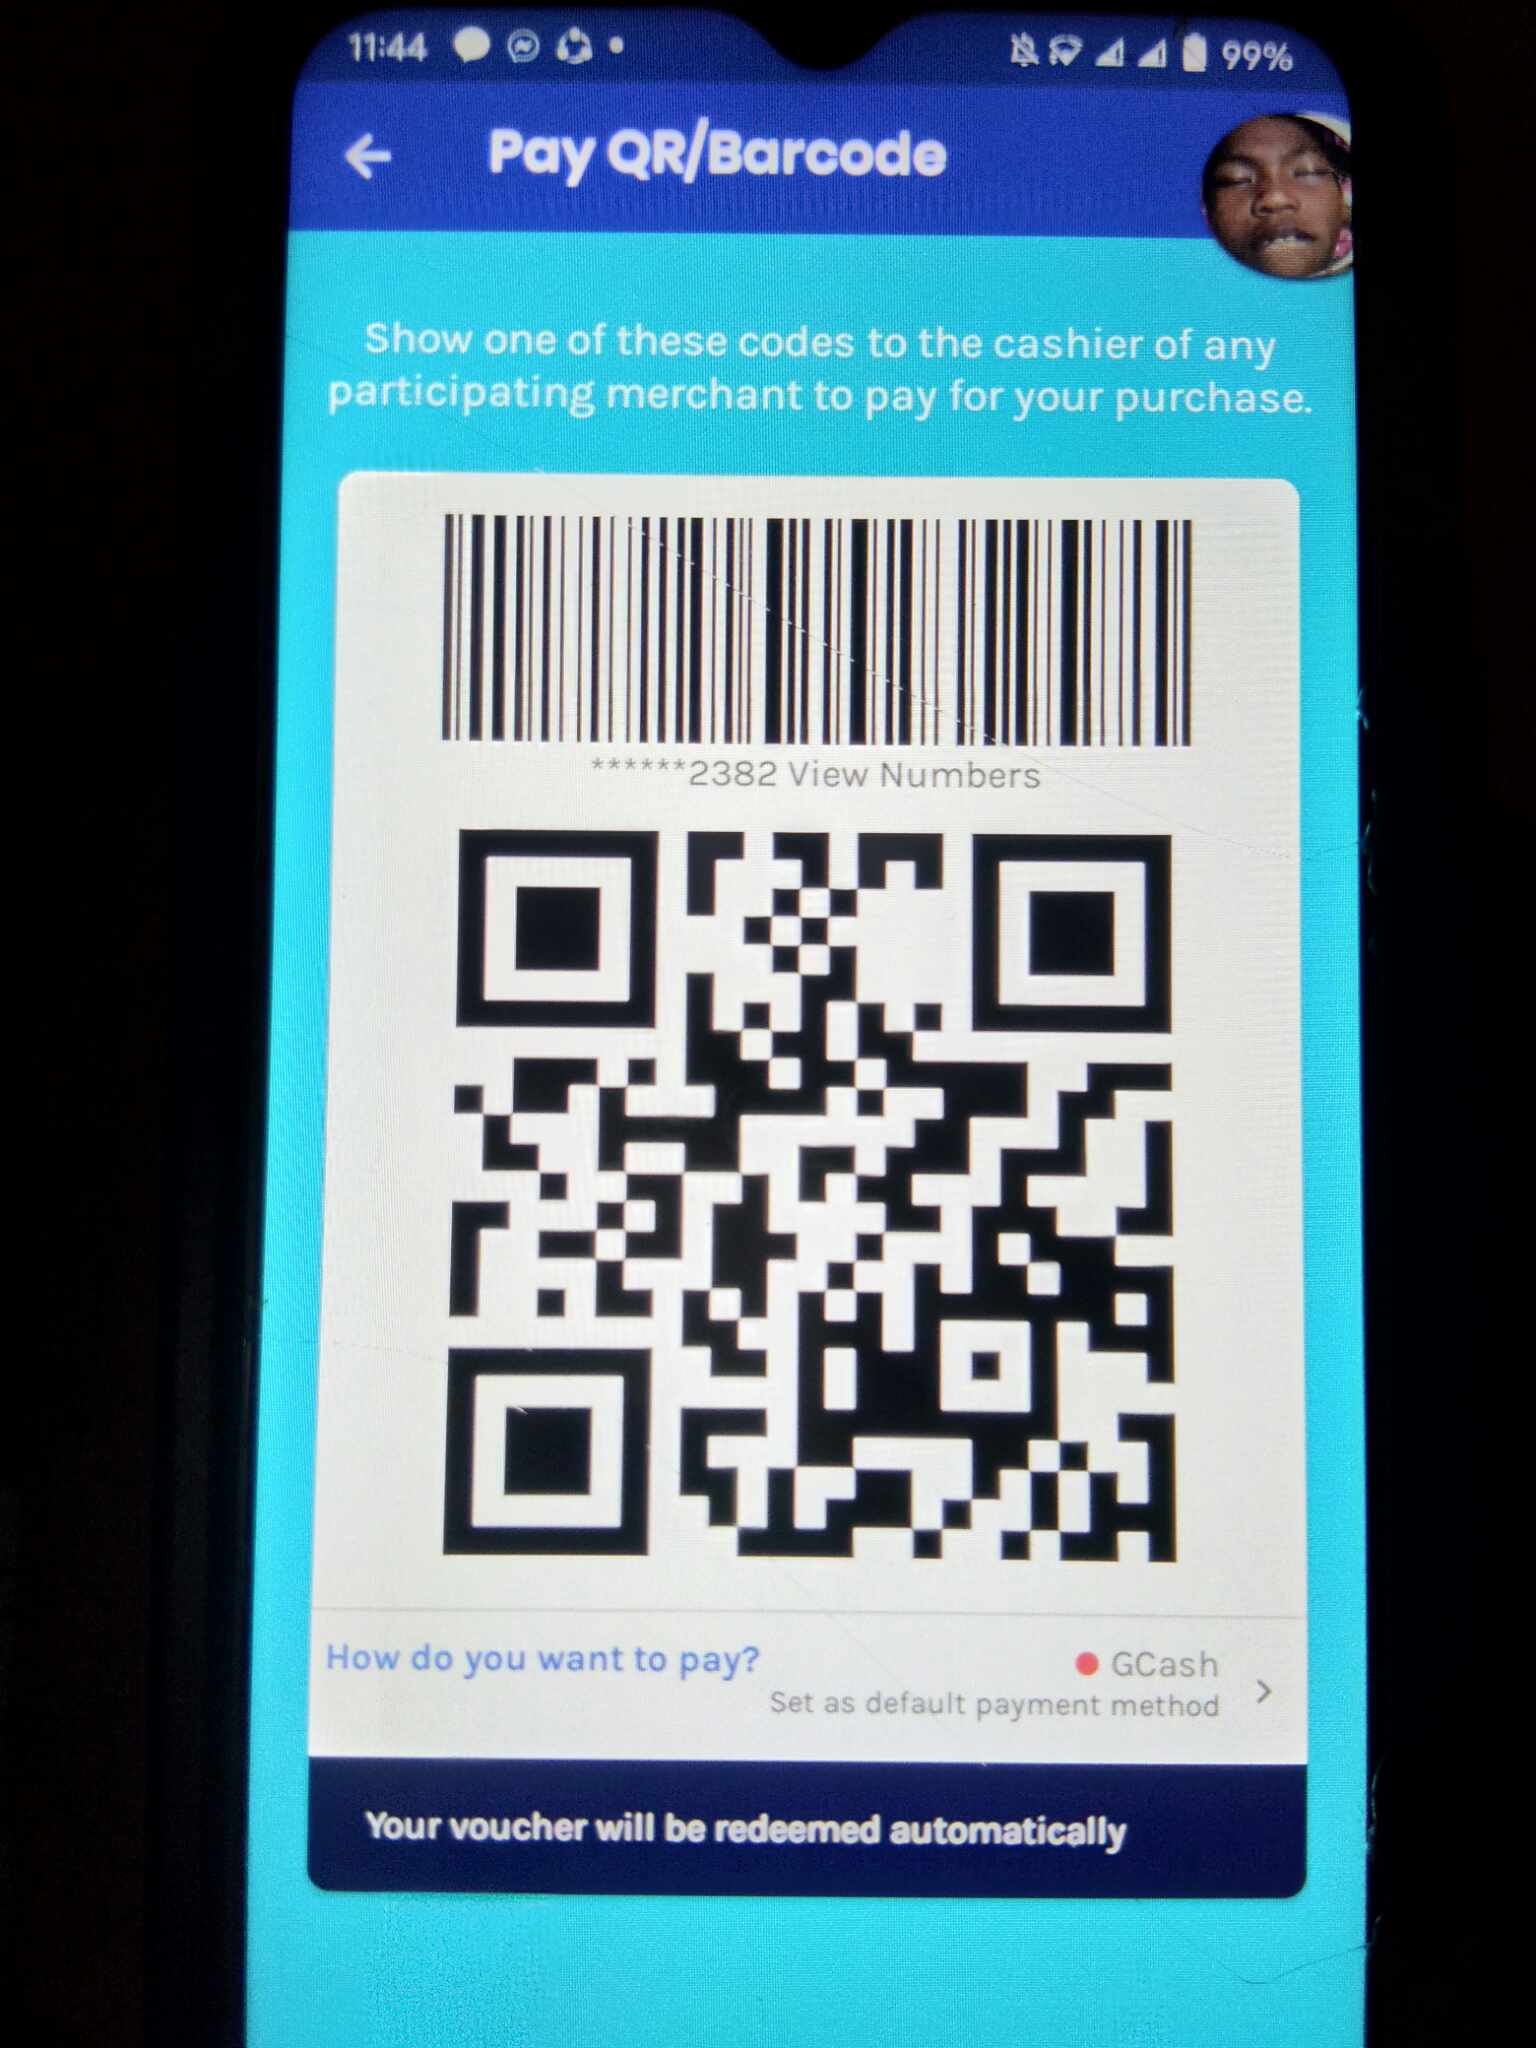 11:44 99%
Pay QR/Barcode
Show one of these codes to the cashier of any
participating merchant to pay for your purchase.
******2382 View Numbers
How do you want to pay?
GCash
Set as default payment method
Your voucher will be redeemed automatically